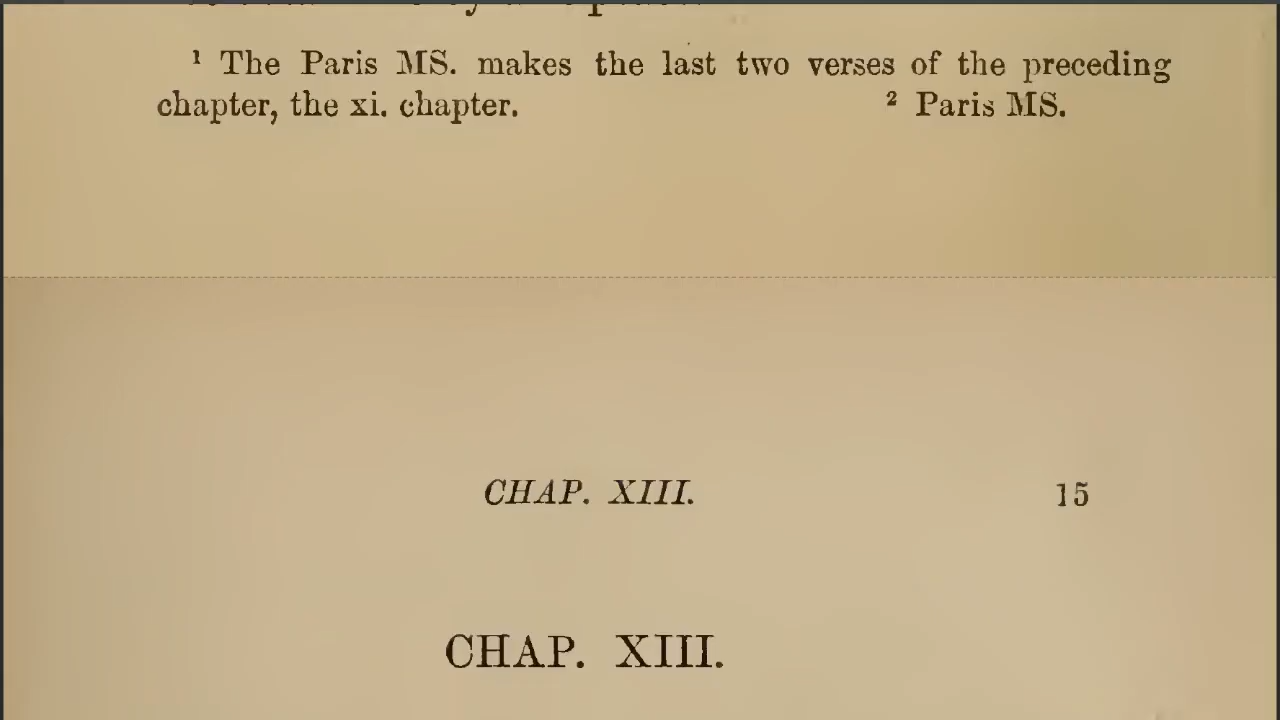 ¹ The Paris MS. makes the last two verses of the preceding
chapter, the xi. chapter. ² Paris MS.
CHAP. XIII. 15
CHAP. XIII.